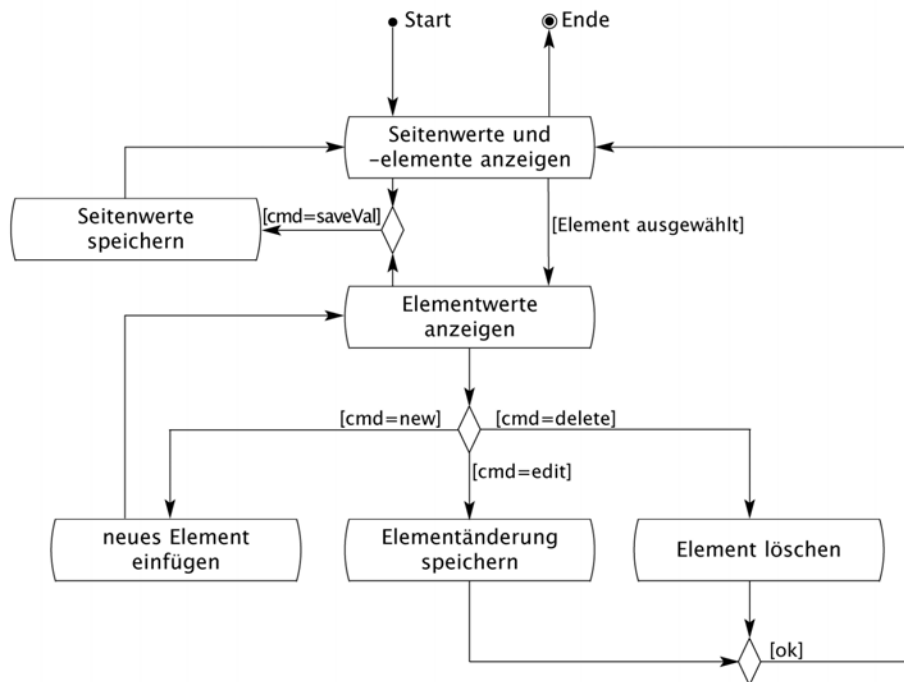 Start
Ende
Seitenwerte und
-elemente anzeigen
Seitenwerte
speichern
[cmd=saveVal]
[Element ausgewählt]
Elementwerte
anzeigen
[cmd=new]
[cmd=delete]
[cmd=edit]
neues Element
einfügen
Elementänderung
speichern
Element löschen
[ok]